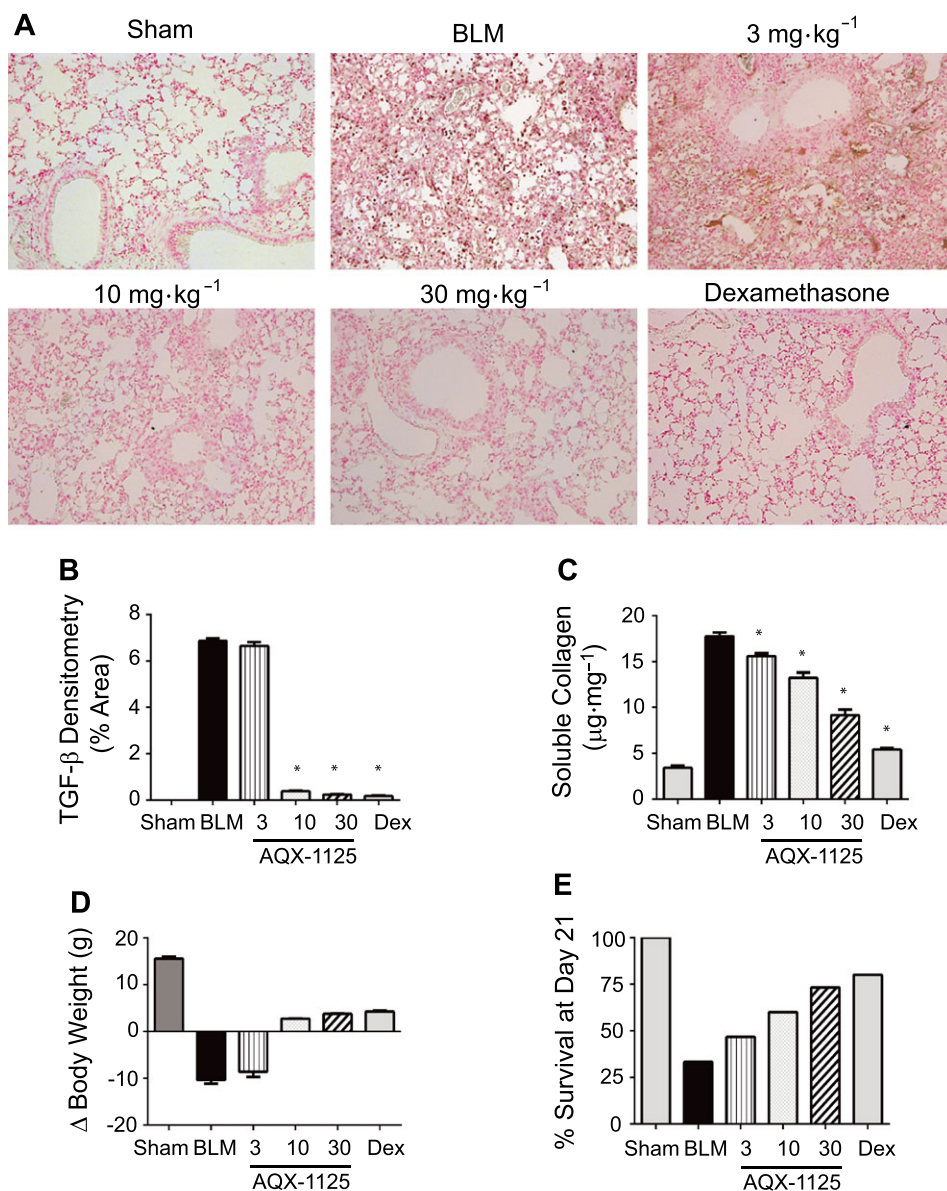 A
Sham
BLM
3 mg·kg⁻¹
10 mg·kg⁻¹
30 mg·kg⁻¹
Dexamethasone
B
TGF-β Densitometry
(% Area)
8
6
4
2
0
*
*
*
Sham BLM 3 10 30 Dex
AQX-1125
C
Soluble Collagen
(μg·mg⁻¹)
20
15
10
5
0
*
*
*
*
Sham BLM 3 10 30 Dex
AQX-1125
D
Δ Body Weight (g)
20
10
0
-10
-20
Sham BLM 3 10 30 Dex
AQX-1125
E
% Survival at Day 21
100
75
50
25
0
Sham BLM 3 10 30 Dex
AQX-1125